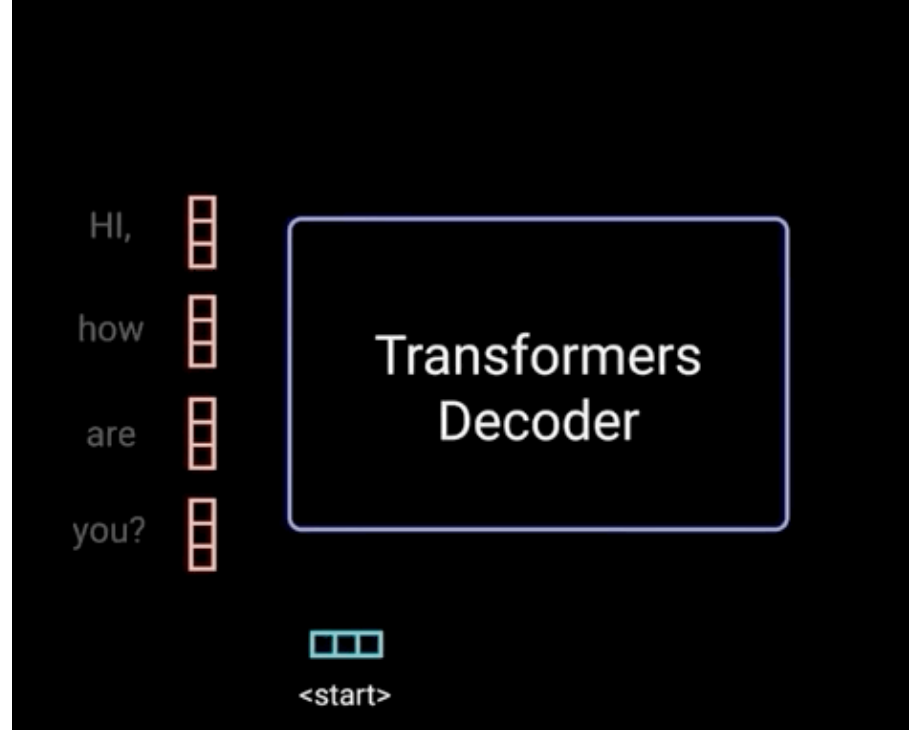 HI,
how
are
you?
Transformers
Decoder
<start>